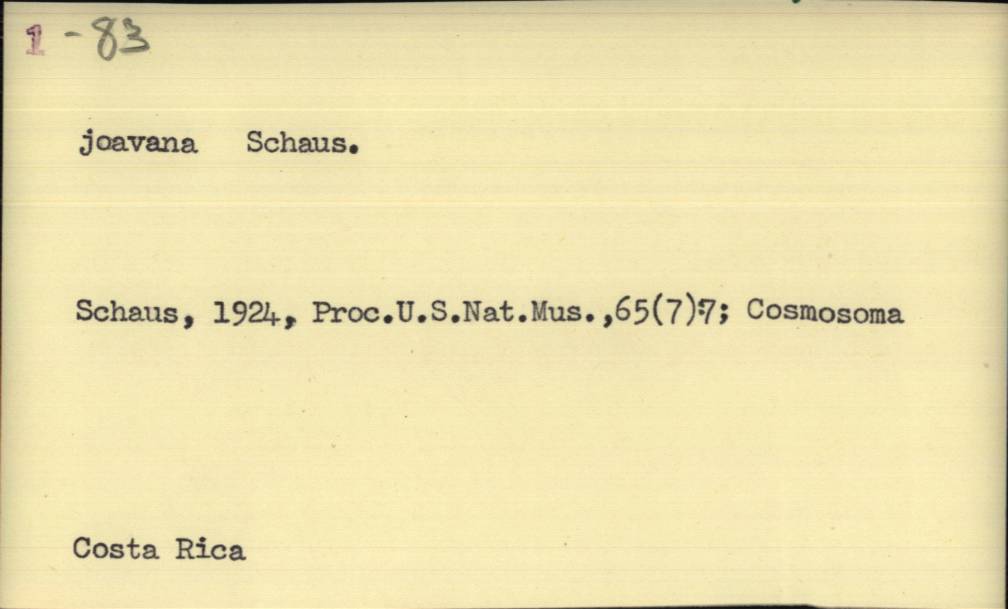 1 - 83
joavana Schaus.
Schaus, 1924, Proc.U.S.Nat.Mus.,65(7):7; Cosmosoma
Costa Rica